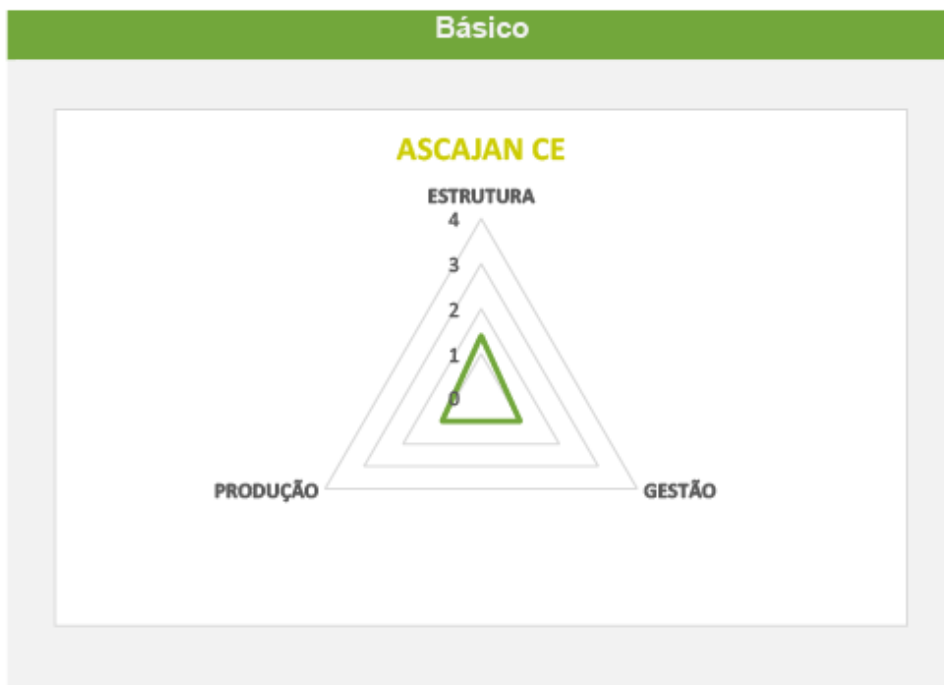 Básico
ASCAJAN CE
ESTRUTURA
4
3
2
1
0
PRODUÇÃO
GESTÃO